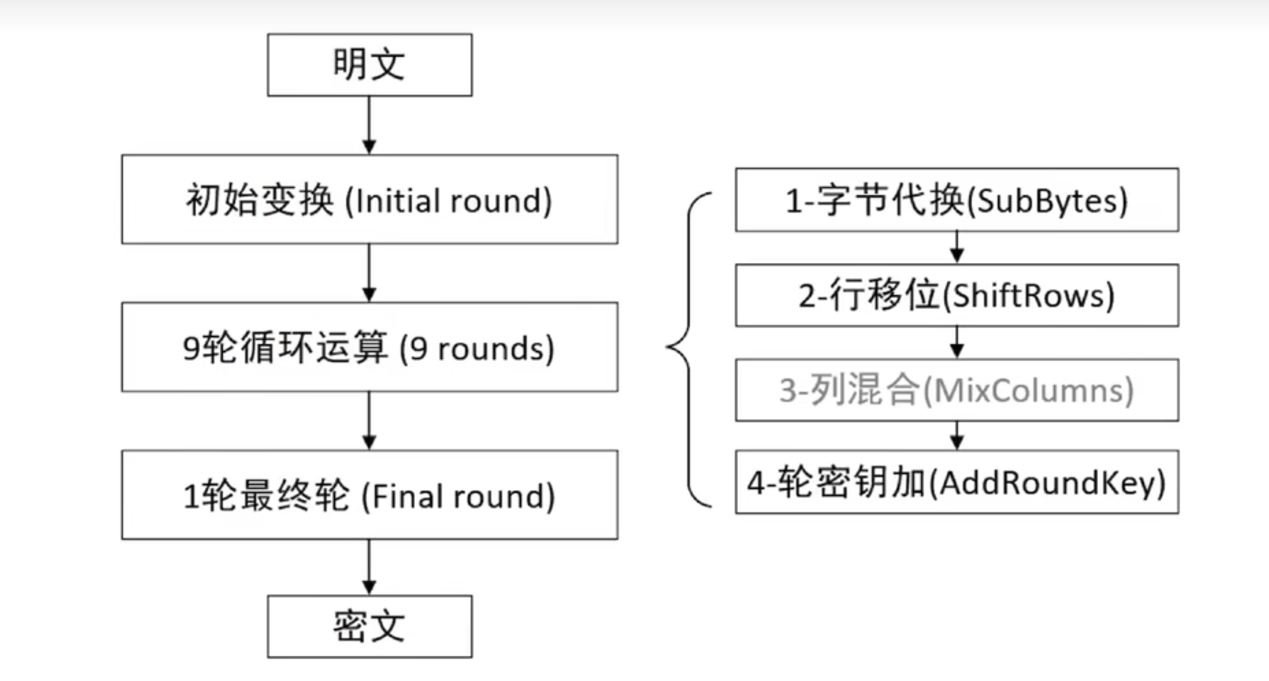 明文
初始变换 (Initial round)
9轮循环运算 (9 rounds)
1轮最终轮 (Final round)
密文
1-字节代换(SubBytes)
2-行移位(ShiftRows)
3-列混合(MixColumns)
4-轮密钥加(AddRoundKey)